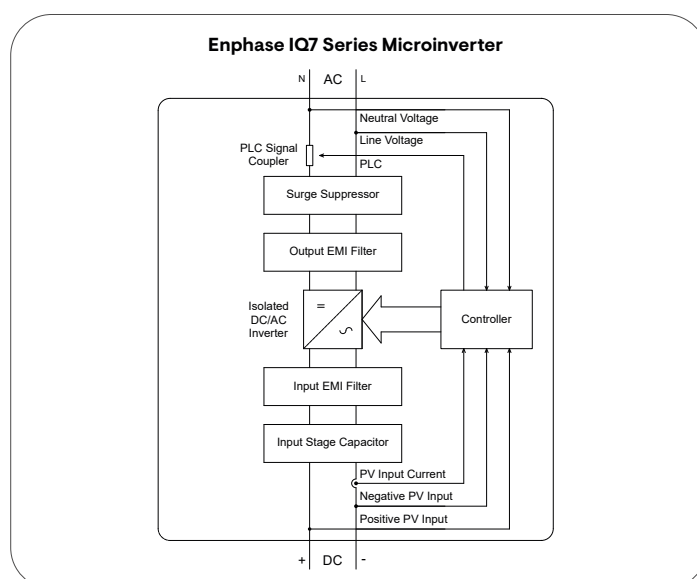 Enphase IQ7 Series Microinverter
N AC L
Neutral Voltage
Line Voltage
PLC Signal
Coupler
PLC
Surge Suppressor
Output EMI Filter
Isolated
DC/AC
Inverter
=
∿
Controller
Input EMI Filter
Input Stage Capacitor
PV Input Current
Negative PV Input
Positive PV Input
+ DC -